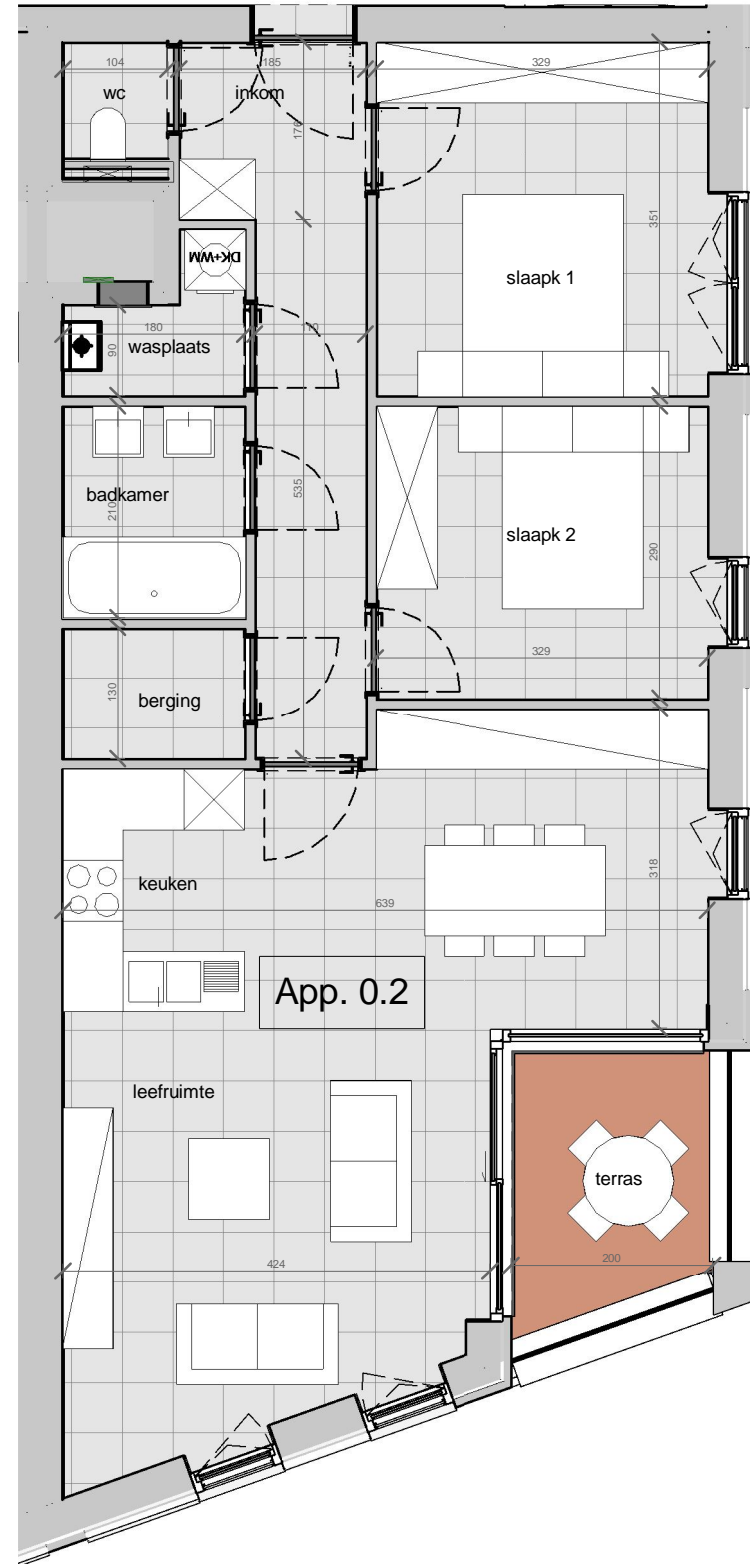 104
185
329
wc
inkom
176
351
DK+WM
slaapk 1
180
110
wasplaats
90
badkamer
210
535
slaapk 2
290
329
130
berging
keuken
318
639
App. 0.2
leefruimte
terras
424
200